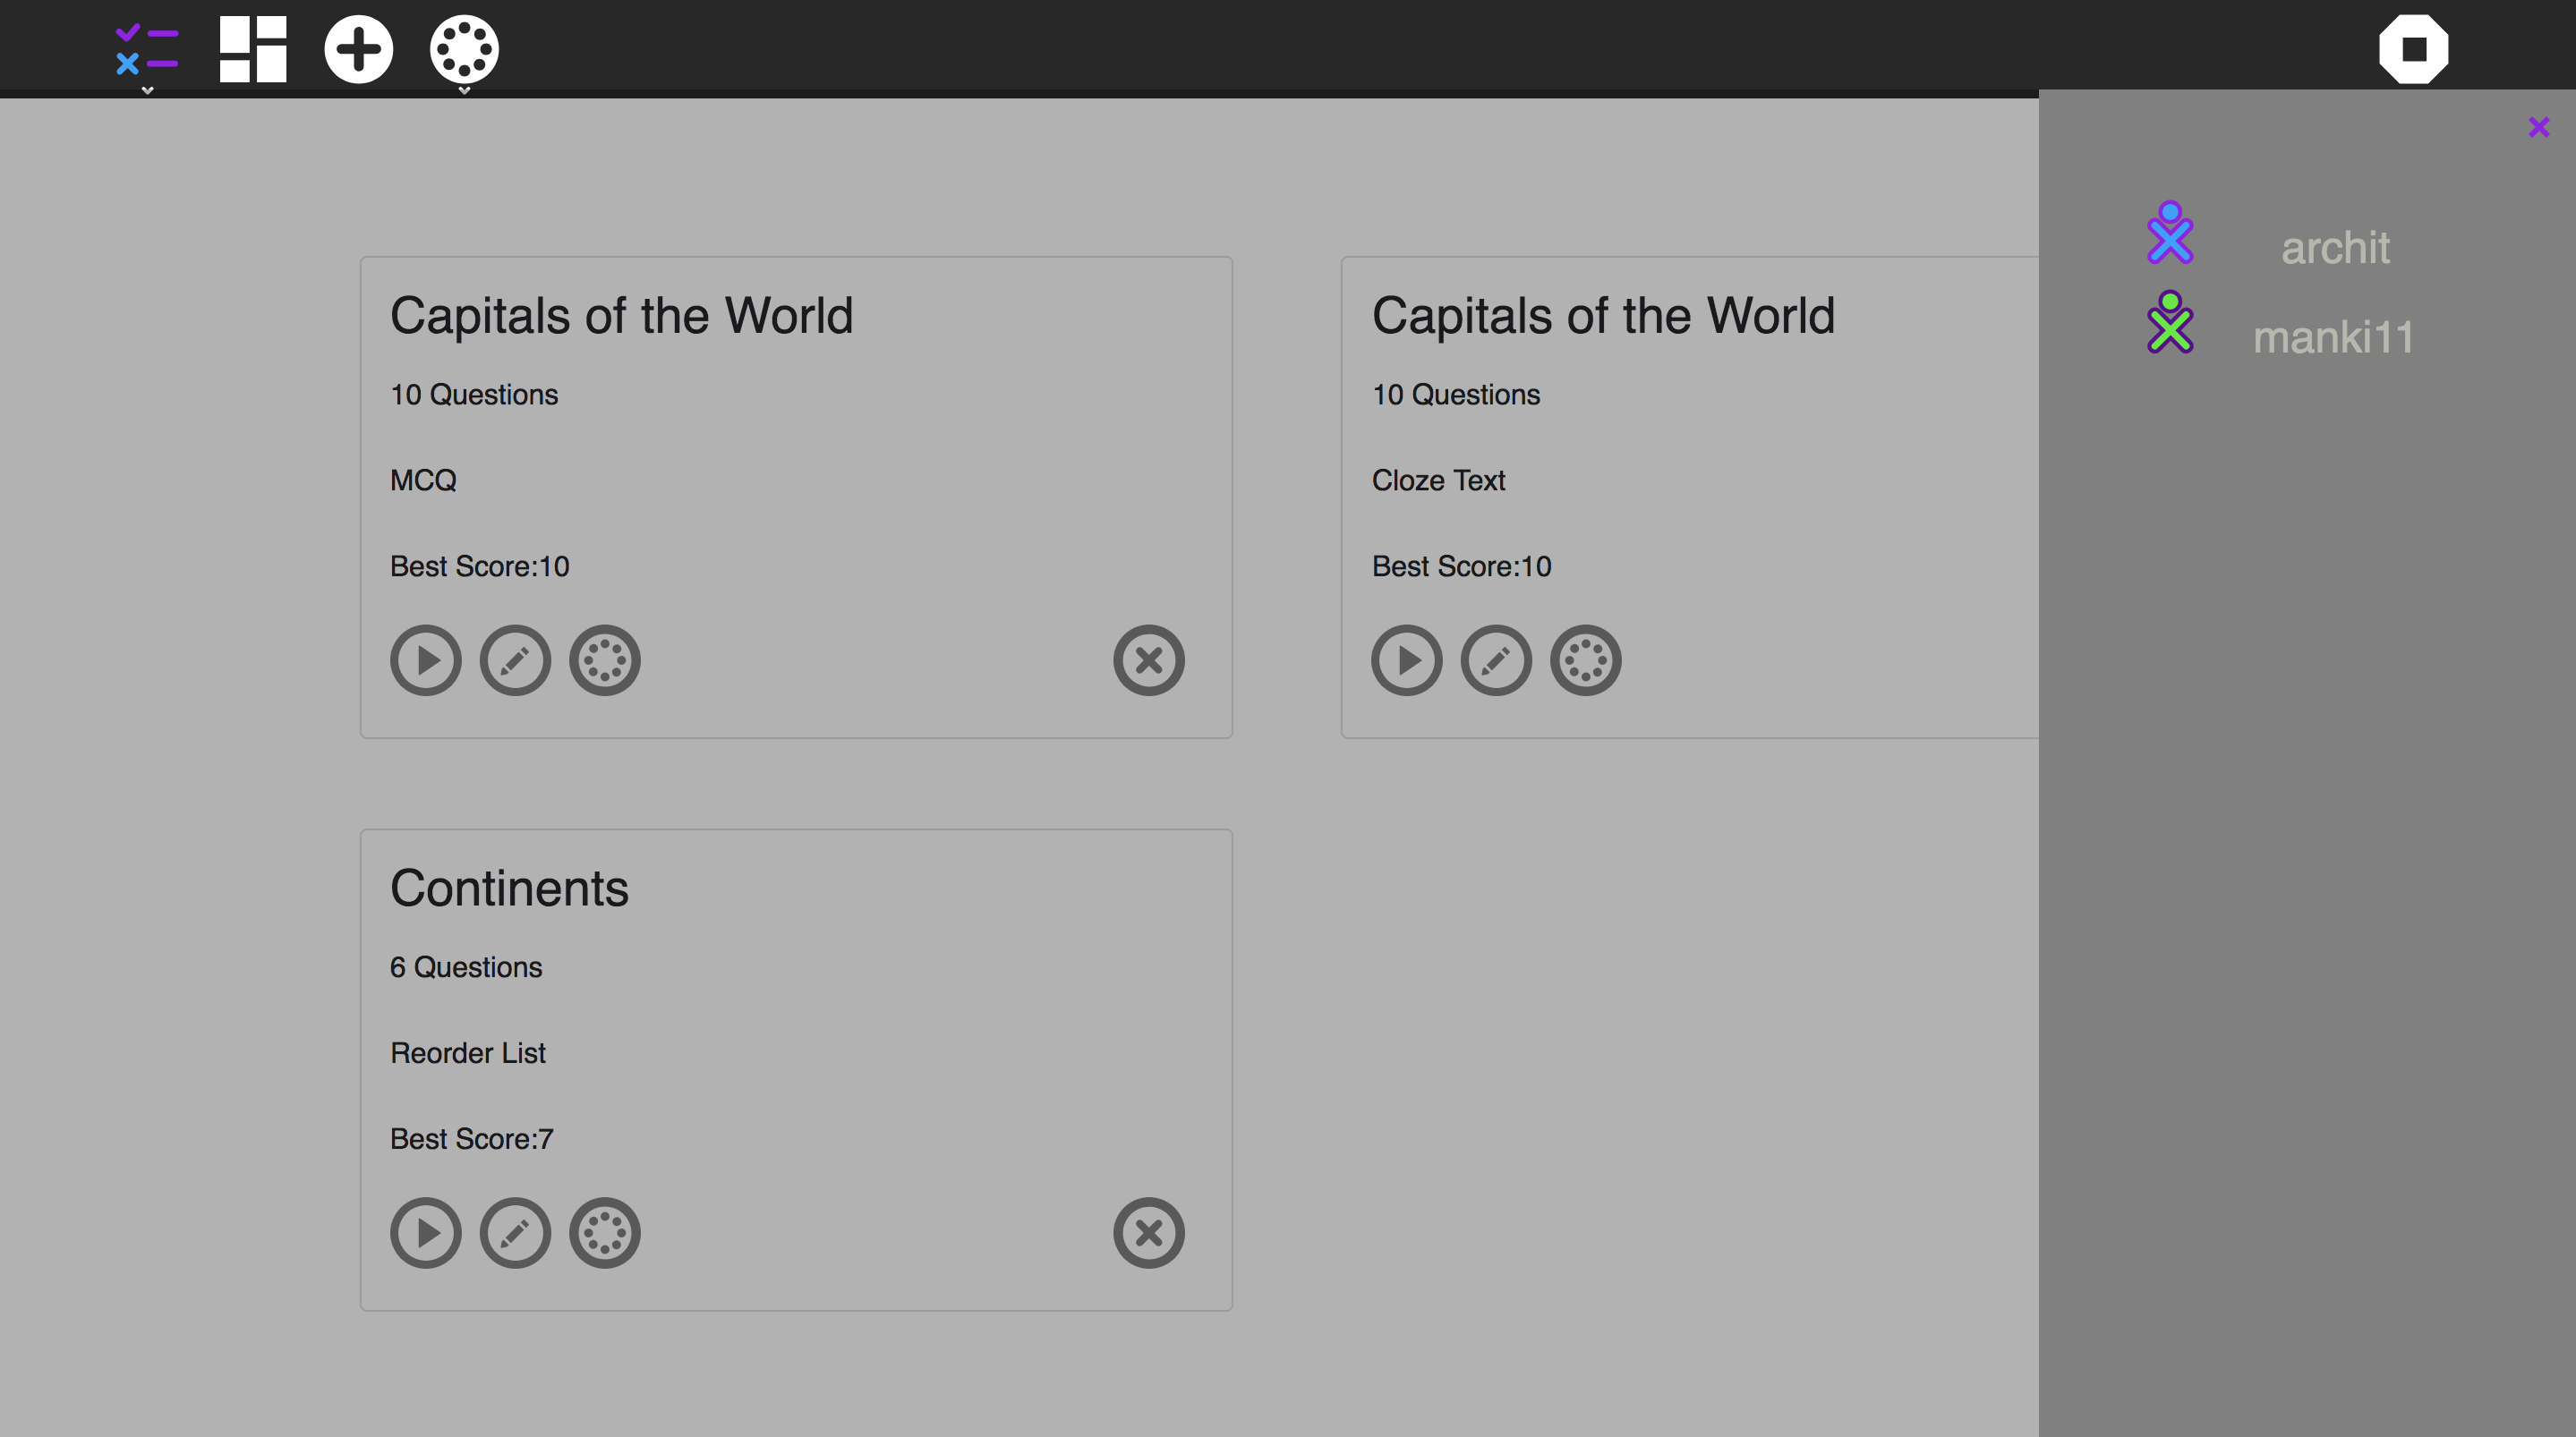 Capitals of the World
10 Questions
MCQ
Best Score:10
Capitals of the World
10 Questions
Cloze Text
Best Score:10
Continents
6 Questions
Reorder List
Best Score:7
archit
manki11